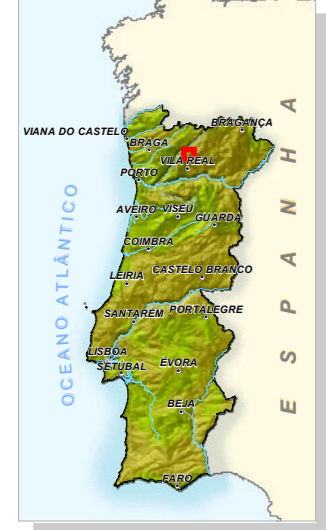 BRAGANÇA
VIANA DO CASTELO
BRAGA
VILA REAL
PORTO
AVEIRO
VISEU
GUARDA
COIMBRA
LEIRIA
CASTELO BRANCO
SANTARÉM
PORTALEGRE
LISBOA
SETÚBAL
ÉVORA
BEJA
FARO
OCEANO ATLÂNTICO
ESPANHA